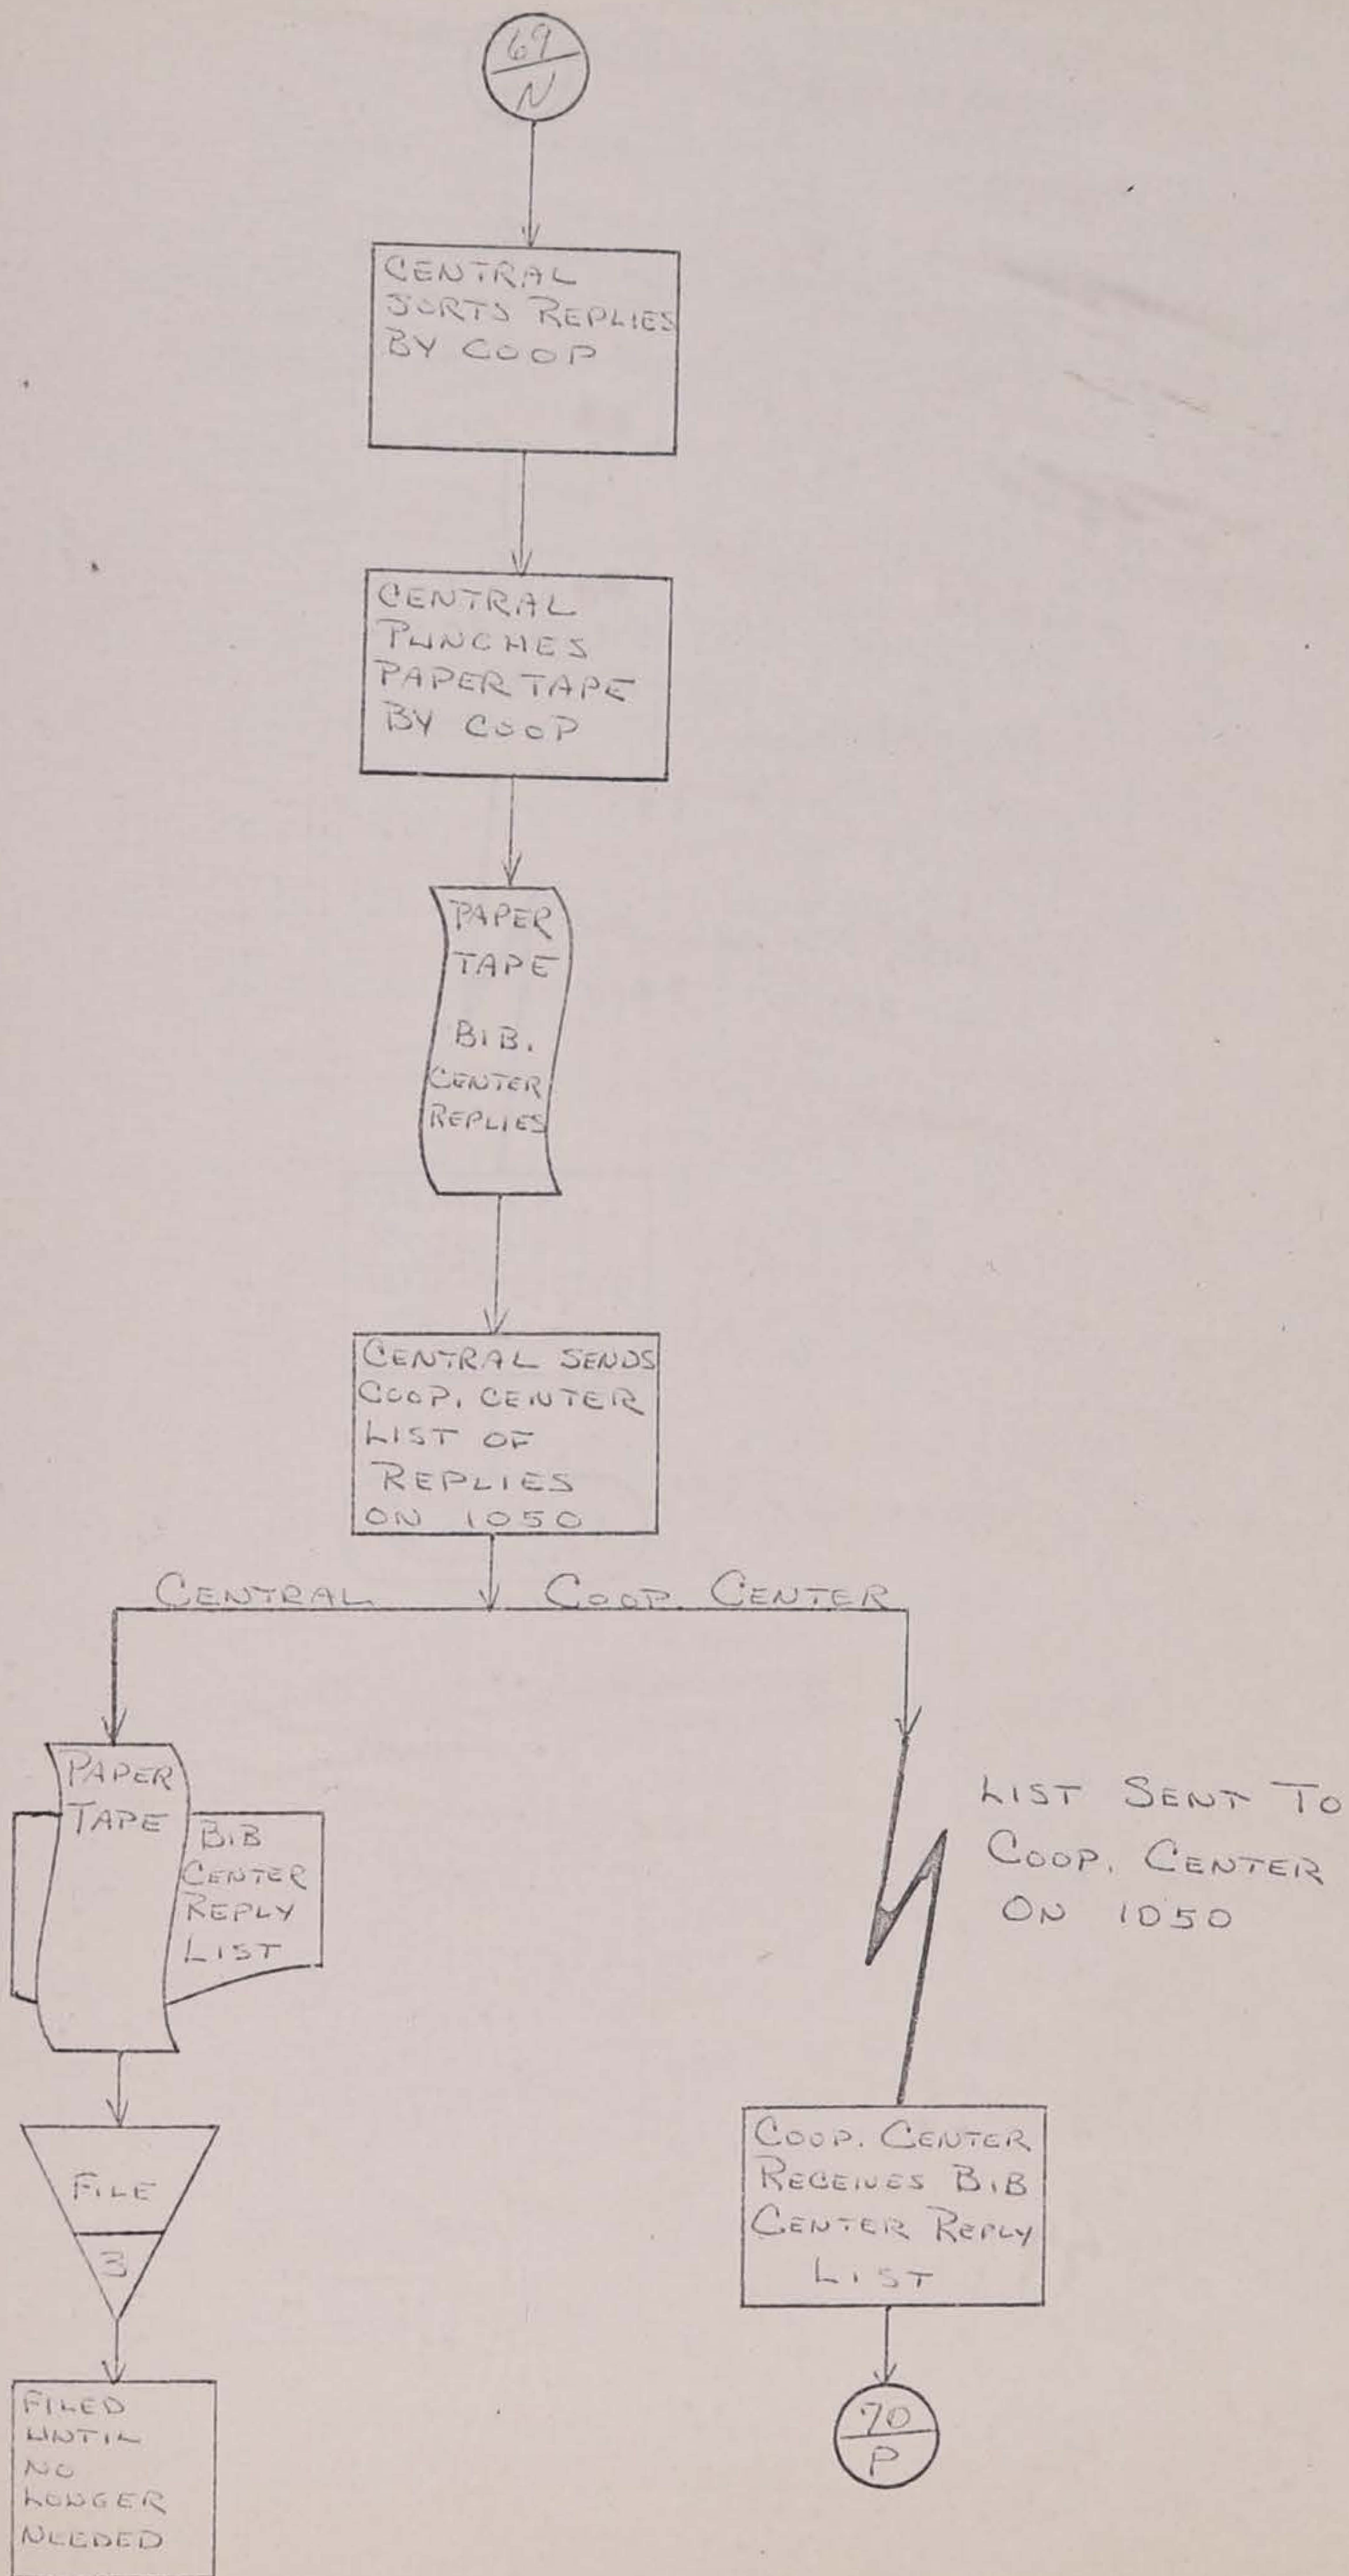 69
N
CENTRAL
SORTS REPLIES
BY COOP
CENTRAL
PUNCHES
PAPER TAPE
BY COOP
PAPER
TAPE
BIB.
CENTER
REPLIES
CENTRAL SENDS
COOP. CENTER
LIST OF
REPLIES
ON 1050
CENTRAL
COOP. CENTER
PAPER
TAPE
BIB
CENTER
REPLY
LIST
FILE
3
FILED
UNTIL
NO
LONGER
NEEDED
LIST SENT TO
COOP. CENTER
ON 1050
COOP. CENTER
RECEIVES BIB
CENTER REPLY
LIST
70
P